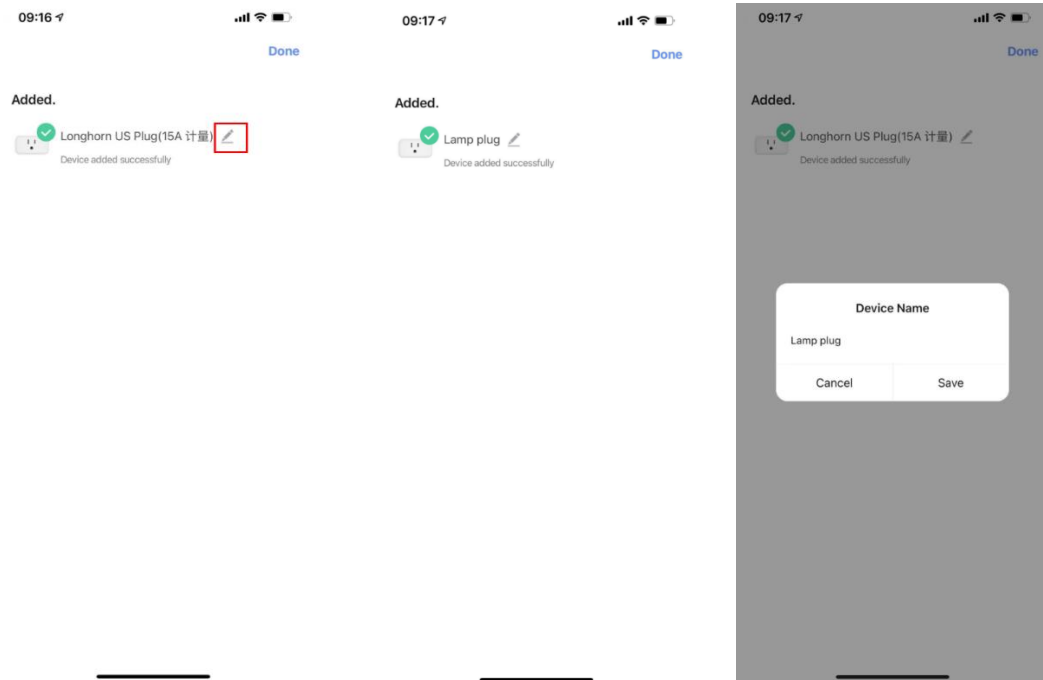 09:16
Done
Added.
Longhorn US Plug(15A 计量)
Device added successfully
09:17
Done
Added.
Lamp plug
Device added successfully
09:17
Done
Added.
Longhorn US Plug(15A 计量)
Device added successfully
Device Name
Lamp plug
Cancel
Save